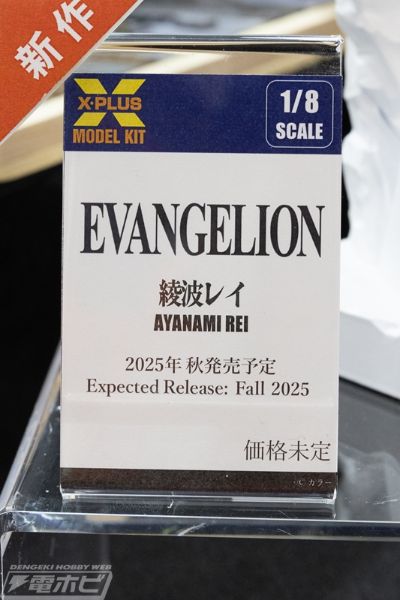 新作
X-PLUS
MODEL KIT
1/8
SCALE
EVANGELION
綾波レイ
AYANAMI REI
2025年 秋発売予定
Expected Release: Fall 2025
価格未定
©カラー
DENGEKI HOBBY WEB
電ホビ